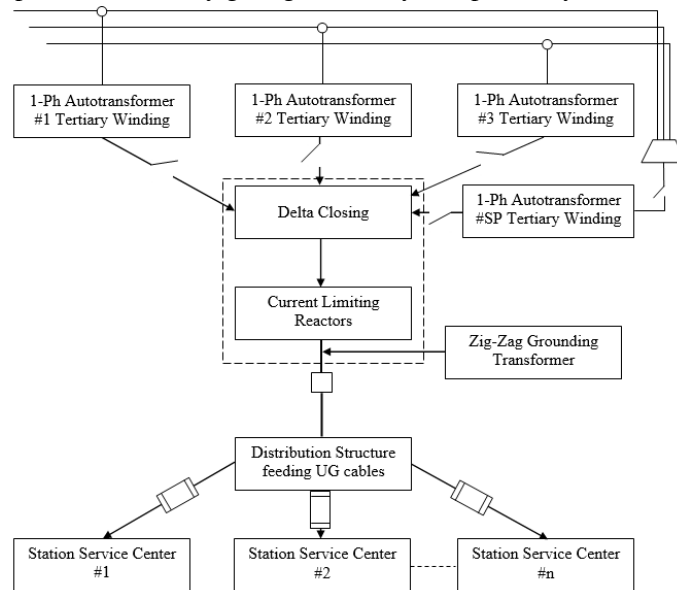 1-Ph Autotransformer
#1 Tertiary Winding
1-Ph Autotransformer
#2 Tertiary Winding
1-Ph Autotransformer
#3 Tertiary Winding
Delta Closing
1-Ph Autotransformer
#SP Tertiary Winding
Current Limiting
Reactors
Zig-Zag Grounding
Transformer
Distribution Structure
feeding UG cables
Station Service Center
#1
Station Service Center
#2
Station Service Center
#n